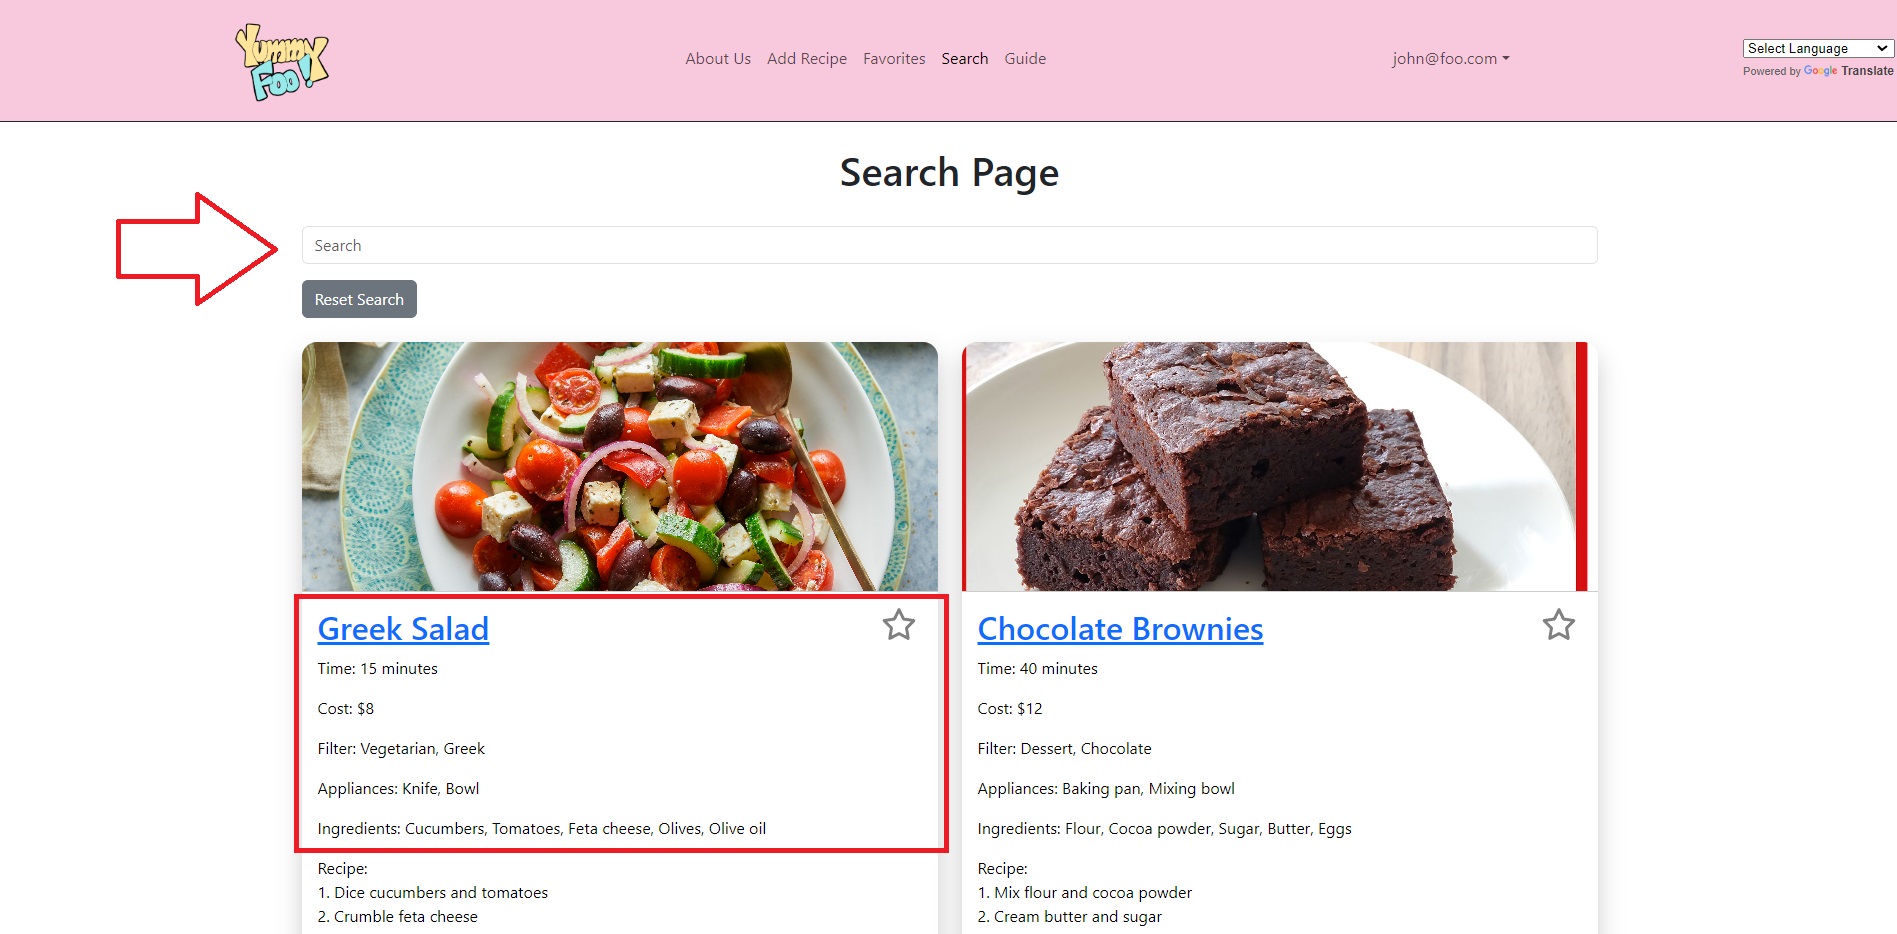 Yummy
Foo!
About Us Add Recipe Favorites Search Guide
john@foo.com
Select Language
Powered by Google Translate
Search Page
Search
Reset Search
Greek Salad
Time: 15 minutes
Cost: $8
Filter: Vegetarian, Greek
Appliances: Knife, Bowl
Ingredients: Cucumbers, Tomatoes, Feta cheese, Olives, Olive oil
Recipe:
1. Dice cucumbers and tomatoes
2. Crumble feta cheese
Chocolate Brownies
Time: 40 minutes
Cost: $12
Filter: Dessert, Chocolate
Appliances: Baking pan, Mixing bowl
Ingredients: Flour, Cocoa powder, Sugar, Butter, Eggs
Recipe:
1. Mix flour and cocoa powder
2. Cream butter and sugar